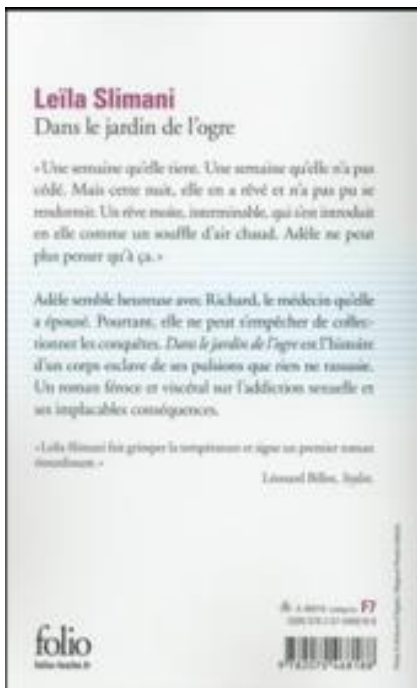 Leïla Slimani
Dans le jardin de l'ogre
« Une semaine qu'elle tient. Une semaine qu'elle n'a pas
cédé. Mais cette nuit, elle en a rêvé et n'a pas pu se
rendormir. Un rêve moite, interminable, qui s'est introduit
en elle comme un souffle d'air chaud. Adèle ne peut
plus penser qu'à ça. »
Adèle semble heureuse avec Richard, le médecin qu'elle
a épousé. Pourtant, elle ne peut s'empêcher de collec-
tionner les conquêtes. Dans le jardin de l'ogre est l'histoire
d'un corps esclave de ses pulsions que rien ne rassasie.
Un roman féroce et viscéral sur l'addiction sexuelle et
ses implacables conséquences.
« Leïla Slimani fait grimper la température et signe un premier roman
étourdissant. »
Léonard Billot, Stylist.
F7
folio